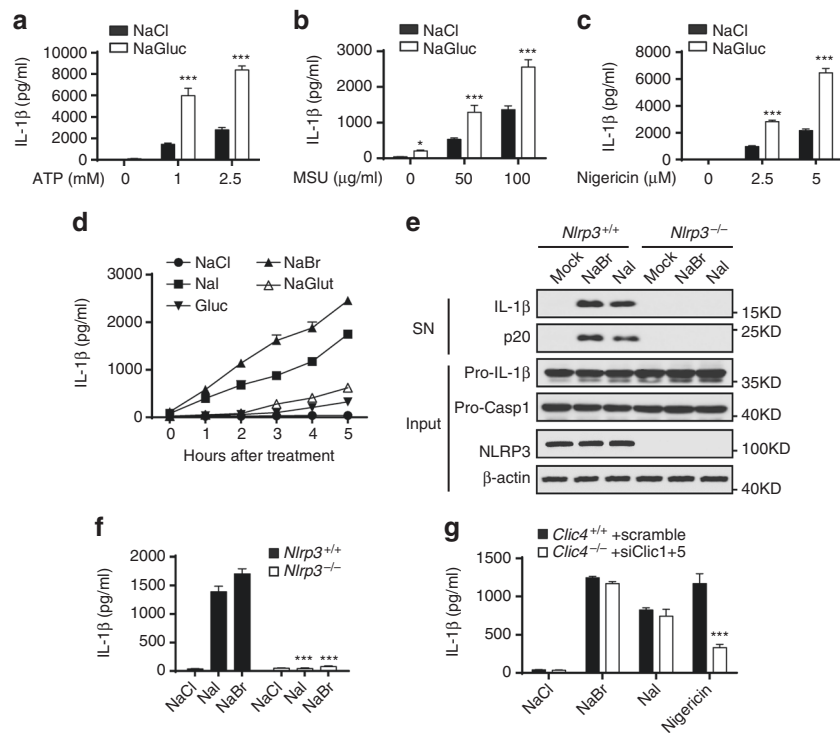 a
NaCl
NaGluc
IL-1β (pg/ml)
10000
8000
6000
4000
2000
0
***
***
ATP (mM)
0
1
2.5
b
NaCl
NaGluc
IL-1β (pg/ml)
3000
2000
1000
0
*
***
***
MSU (μg/ml)
0
50
100
c
NaCl
NaGluc
IL-1β (pg/ml)
8000
6000
4000
2000
0
***
***
Nigericin (μM)
0
2.5
5
d
NaCl
NaI
Gluc
NaBr
NaGlut
IL-1β (pg/ml)
3000
2000
1000
0
0
1
2
3
4
5
Hours after treatment
e
Nlrp3+/+
Nlrp3−/−
Mock
NaBr
NaI
Mock
NaBr
NaI
SN
IL-1β
15KD
p20
25KD
Input
Pro-IL-1β
35KD
Pro-Casp1
40KD
NLRP3
100KD
β-actin
40KD
f
Nlrp3+/+
Nlrp3−/−
IL-1β (pg/ml)
2000
1500
1000
500
0
***
***
NaCl
NaI
NaBr
NaCl
NaI
NaBr
g
Clic4+/+ +scramble
Clic4−/− +siClic1+5
IL-1β (pg/ml)
1500
1000
500
0
***
NaCl
NaBr
NaI
Nigericin